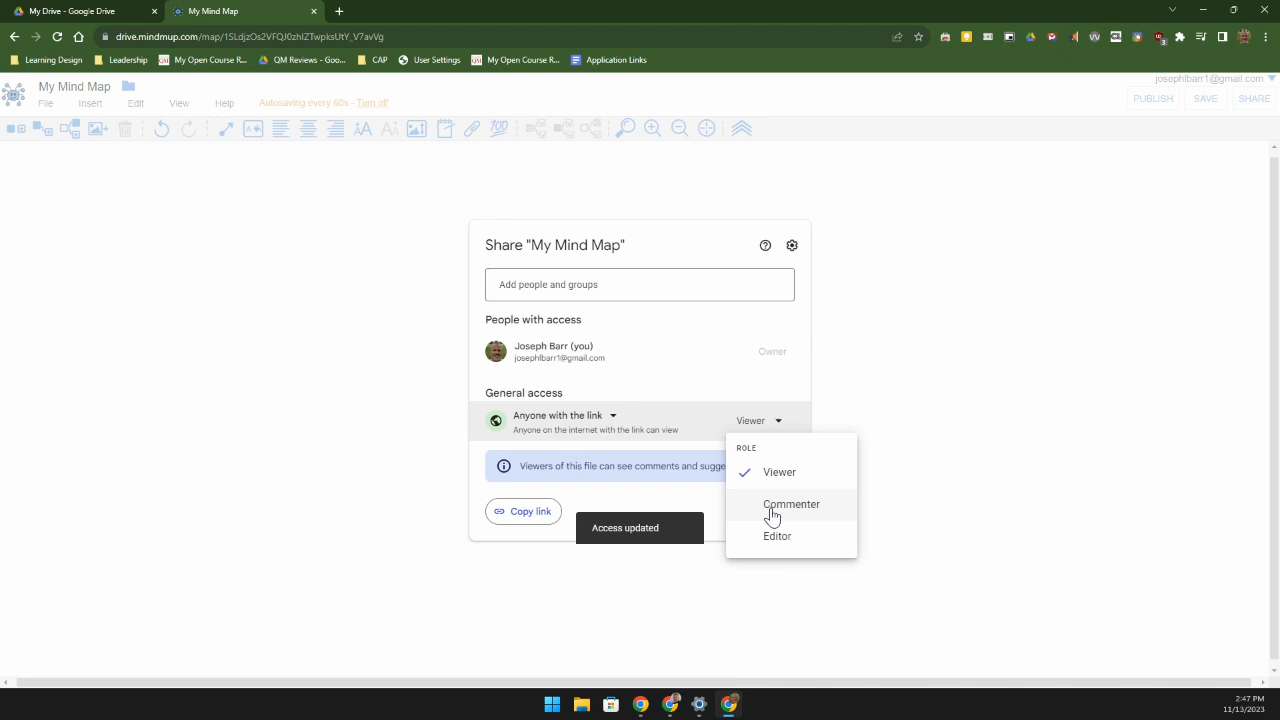 My Drive - Google Drive
My Mind Map
drive.mindmup.com/map/1SLdjzOs2VFQJ0zhIZTwpksUtY_V7avVg
Learning Design
Leadership
My Open Course R...
QM Reviews - Goo...
CAP
User Settings
My Open Course R...
Application Links
My Mind Map
josephlbarr1@gmail.com
File Insert Edit View Help
Autosaving every 60s - Turn off
PUBLISH SAVE SHARE
Share "My Mind Map"
Add people and groups
People with access
Joseph Barr (you)
josephlbarr1@gmail.com
Owner
General access
Anyone with the link
Viewer
Anyone on the internet with the link can view
ROLE
Viewers of this file can see comments and sugge
Viewer
Commenter
Editor
Copy link
Access updated
2:47 PM
11/13/2023